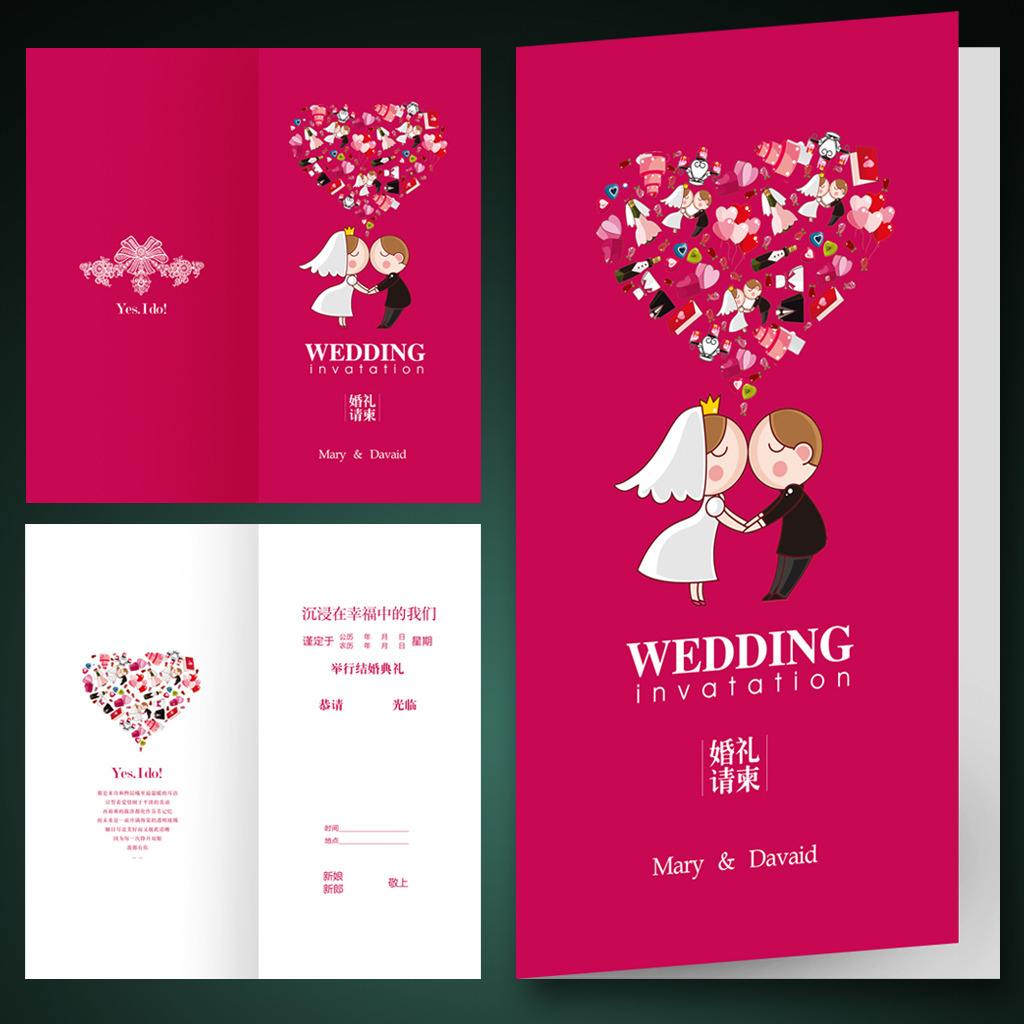 Yes. I do!
WEDDING
invatation
婚礼
请柬
Mary & Davaid
WEDDING
invatation
婚礼
请柬
Mary & Davaid
Yes. I do!
沉浸在幸福中的我们
谨定于 公历 年 月 日 星期
农历 年 月 日
举行结婚典礼
恭请 光临
时间
地点
新娘
新郎 敬上